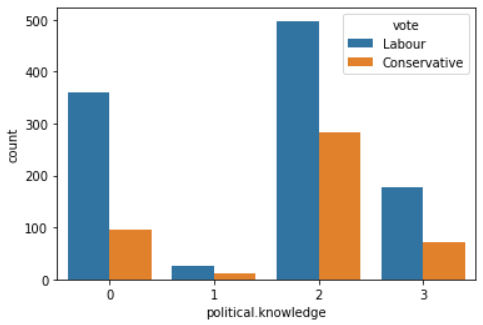 500
400
300
200
100
0
count
vote
Labour
Conservative
0 1 2 3
political.knowledge